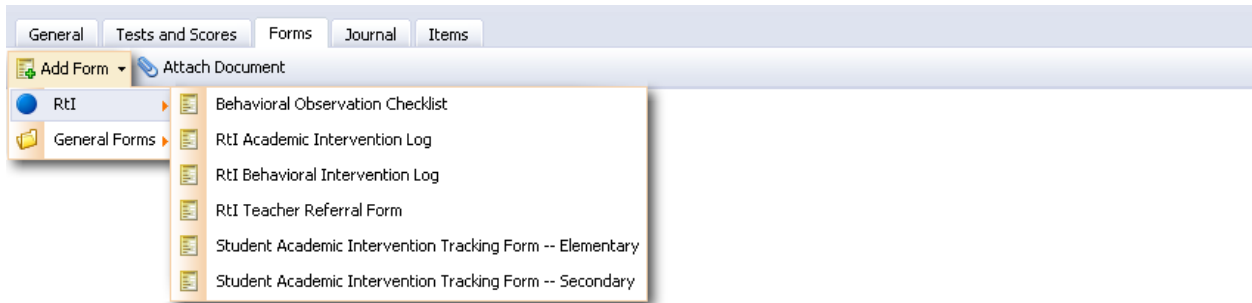 General Tests and Scores Forms Journal Items
Add Form Attach Document
RtI
General Forms
Behavioral Observation Checklist
RtI Academic Intervention Log
RtI Behavioral Intervention Log
RtI Teacher Referral Form
Student Academic Intervention Tracking Form -- Elementary
Student Academic Intervention Tracking Form -- Secondary